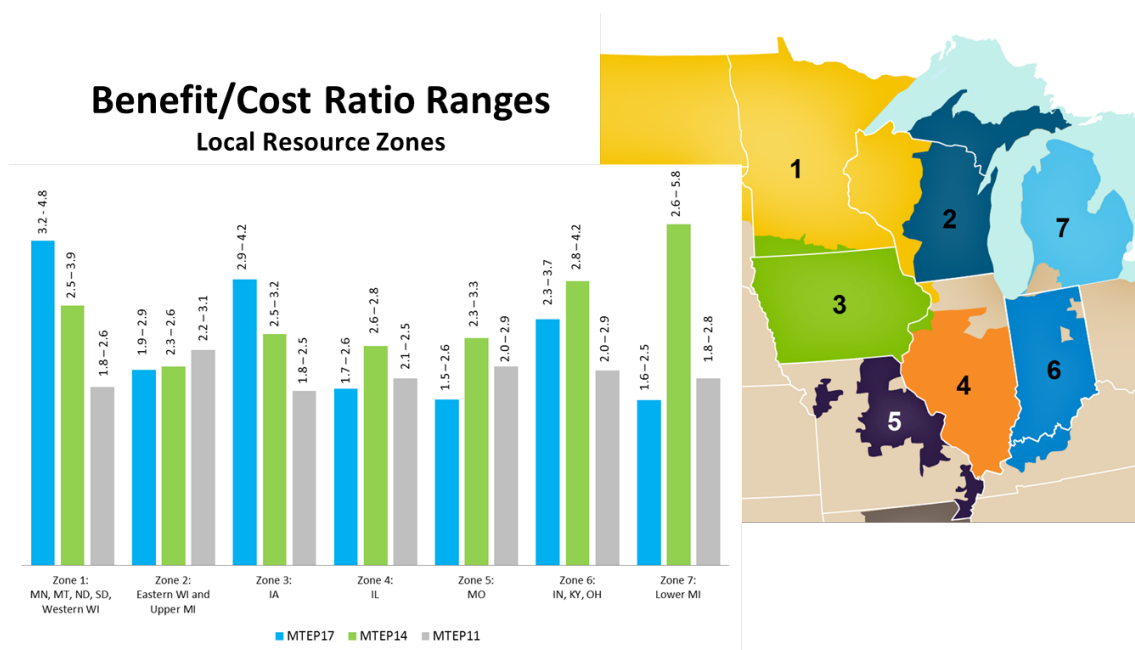 Benefit/Cost Ratio Ranges
Local Resource Zones
3.2 - 4.8
2.5 – 3.9
1.8 – 2.6
1.9 – 2.9
2.3 – 2.6
2.2 – 3.1
2.9 – 4.2
2.5 – 3.2
1.8 – 2.5
1.7 – 2.6
2.6 – 2.8
2.1 – 2.5
1.5 – 2.6
2.3 – 3.3
2.0 – 2.9
2.3 – 3.7
2.8 – 4.2
2.0 – 2.9
1.6 – 2.5
2.6 – 5.8
1.8 – 2.8
Zone 1:
MN, MT, ND, SD,
Western WI
Zone 2:
Eastern WI and
Upper MI
Zone 3:
IA
Zone 4:
IL
Zone 5:
MO
Zone 6:
IN, KY, OH
Zone 7:
Lower MI
MTEP17 MTEP14 MTEP11
1
2
7
3
6
4
5